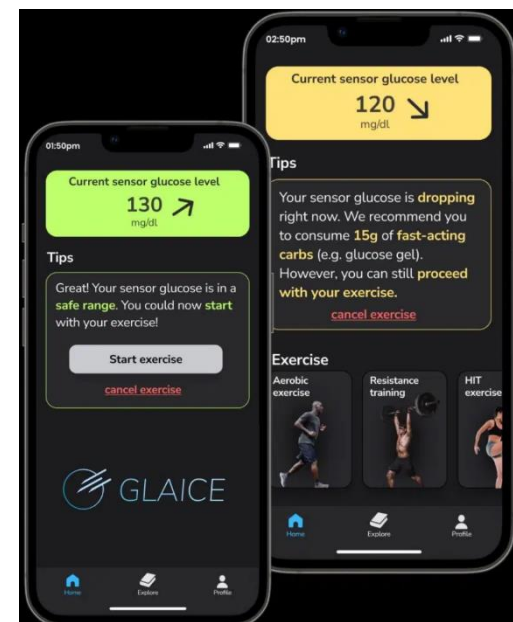 01:50pm
Current sensor glucose level
130
mg/dl
Tips
Great! Your sensor glucose is in a
safe range. You could now start
with your exercise!
Start exercise
cancel exercise
GLAICE
Home
Explore
Profile
02:50pm
Current sensor glucose level
120
mg/dl
Tips
Your sensor glucose is dropping
right now. We recommend you
to consume 15g of fast-acting
carbs (e.g. glucose gel).
However, you can still proceed
with your exercise.
cancel exercise
Exercise
Aerobic
exercise
Resistance
training
HIT
exercise
Home
Explore
Profile